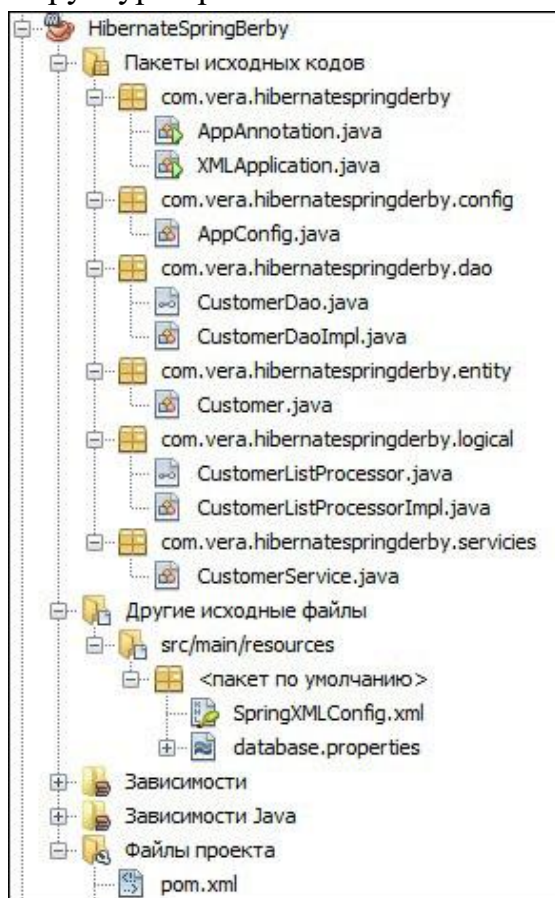 HibernateSpringBerby
Пакеты исходных кодов
com.vera.hibernatespringderby
AppAnnotation.java
XMLApplication.java
com.vera.hibernatespringderby.config
AppConfig.java
com.vera.hibernatespringderby.dao
CustomerDao.java
CustomerDaoImpl.java
com.vera.hibernatespringderby.entity
Customer.java
com.vera.hibernatespringderby.logical
CustomerListProcessor.java
CustomerListProcessorImpl.java
com.vera.hibernatespringderby.servicies
CustomerService.java
Другие исходные файлы
src/main/resources
<пакет по умолчанию>
SpringXMLConfig.xml
database.properties
Зависимости
Зависимости Java
Файлы проекта
pom.xml